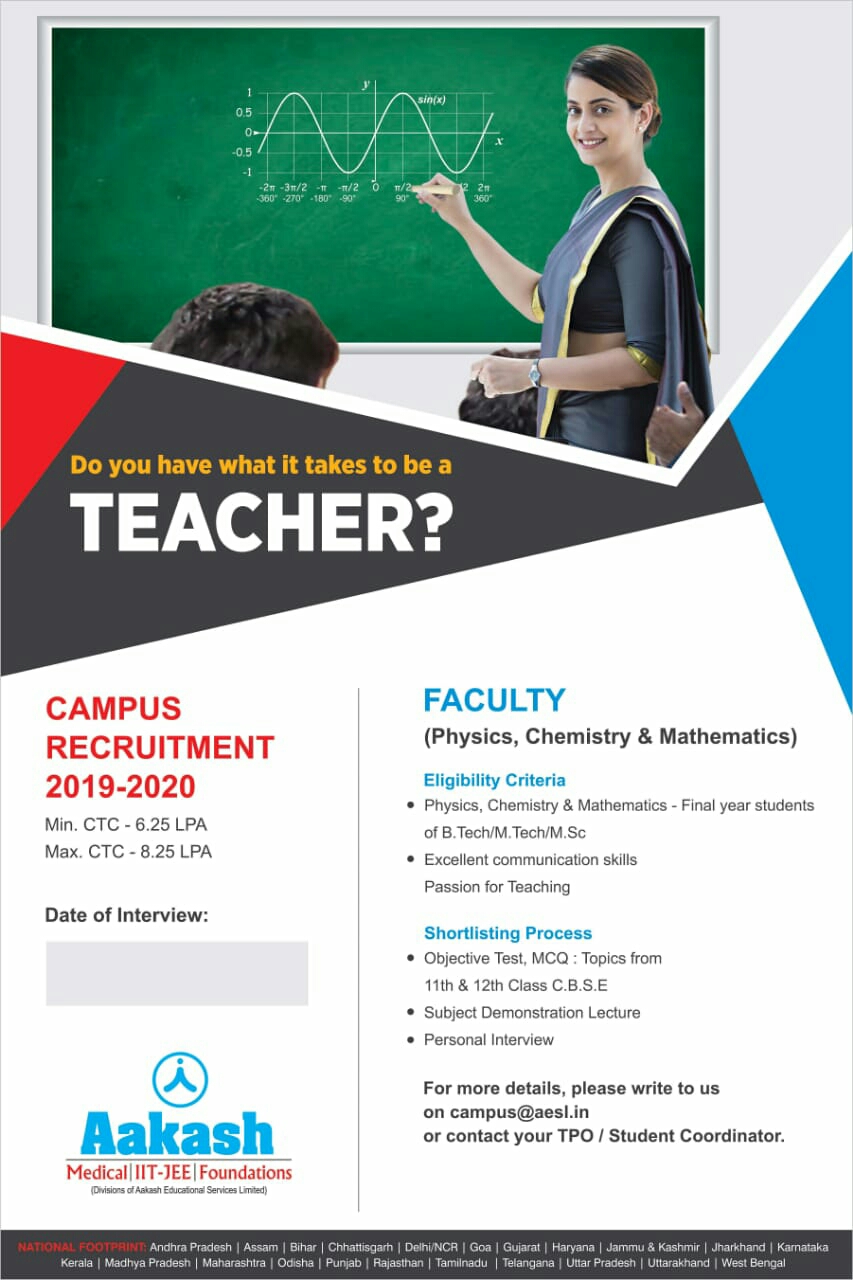 y
1
sin(x)
0.5
0
x
-0.5
-1
-2π -3π/2 -π -π/2 0 π/2 2π
-360° -270° -180° -90° 90° 360°
Do you have what it takes to be a
TEACHER?
CAMPUS
RECRUITMENT
2019-2020
Min. CTC - 6.25 LPA
Max. CTC - 8.25 LPA
Date of Interview:
Aakash
Medical|IIT-JEE|Foundations
(Divisions of Aakash Educational Services Limited)
FACULTY
(Physics, Chemistry & Mathematics)
Eligibility Criteria
• Physics, Chemistry & Mathematics - Final year students
of B.Tech/M.Tech/M.Sc
• Excellent communication skills
Passion for Teaching
Shortlisting Process
• Objective Test, MCQ : Topics from
11th & 12th Class C.B.S.E
• Subject Demonstration Lecture
• Personal Interview
For more details, please write to us
on campus@aesl.in
or contact your TPO / Student Coordinator.
NATIONAL FOOTPRINT: Andhra Pradesh | Assam | Bihar | Chhattisgarh | Delhi/NCR | Goa | Gujarat | Haryana | Jammu & Kashmir | Jharkhand | Karnataka
Kerala | Madhya Pradesh | Maharashtra | Odisha | Punjab | Rajasthan | Tamilnadu | Telangana | Uttar Pradesh | Uttarakhand | West Bengal